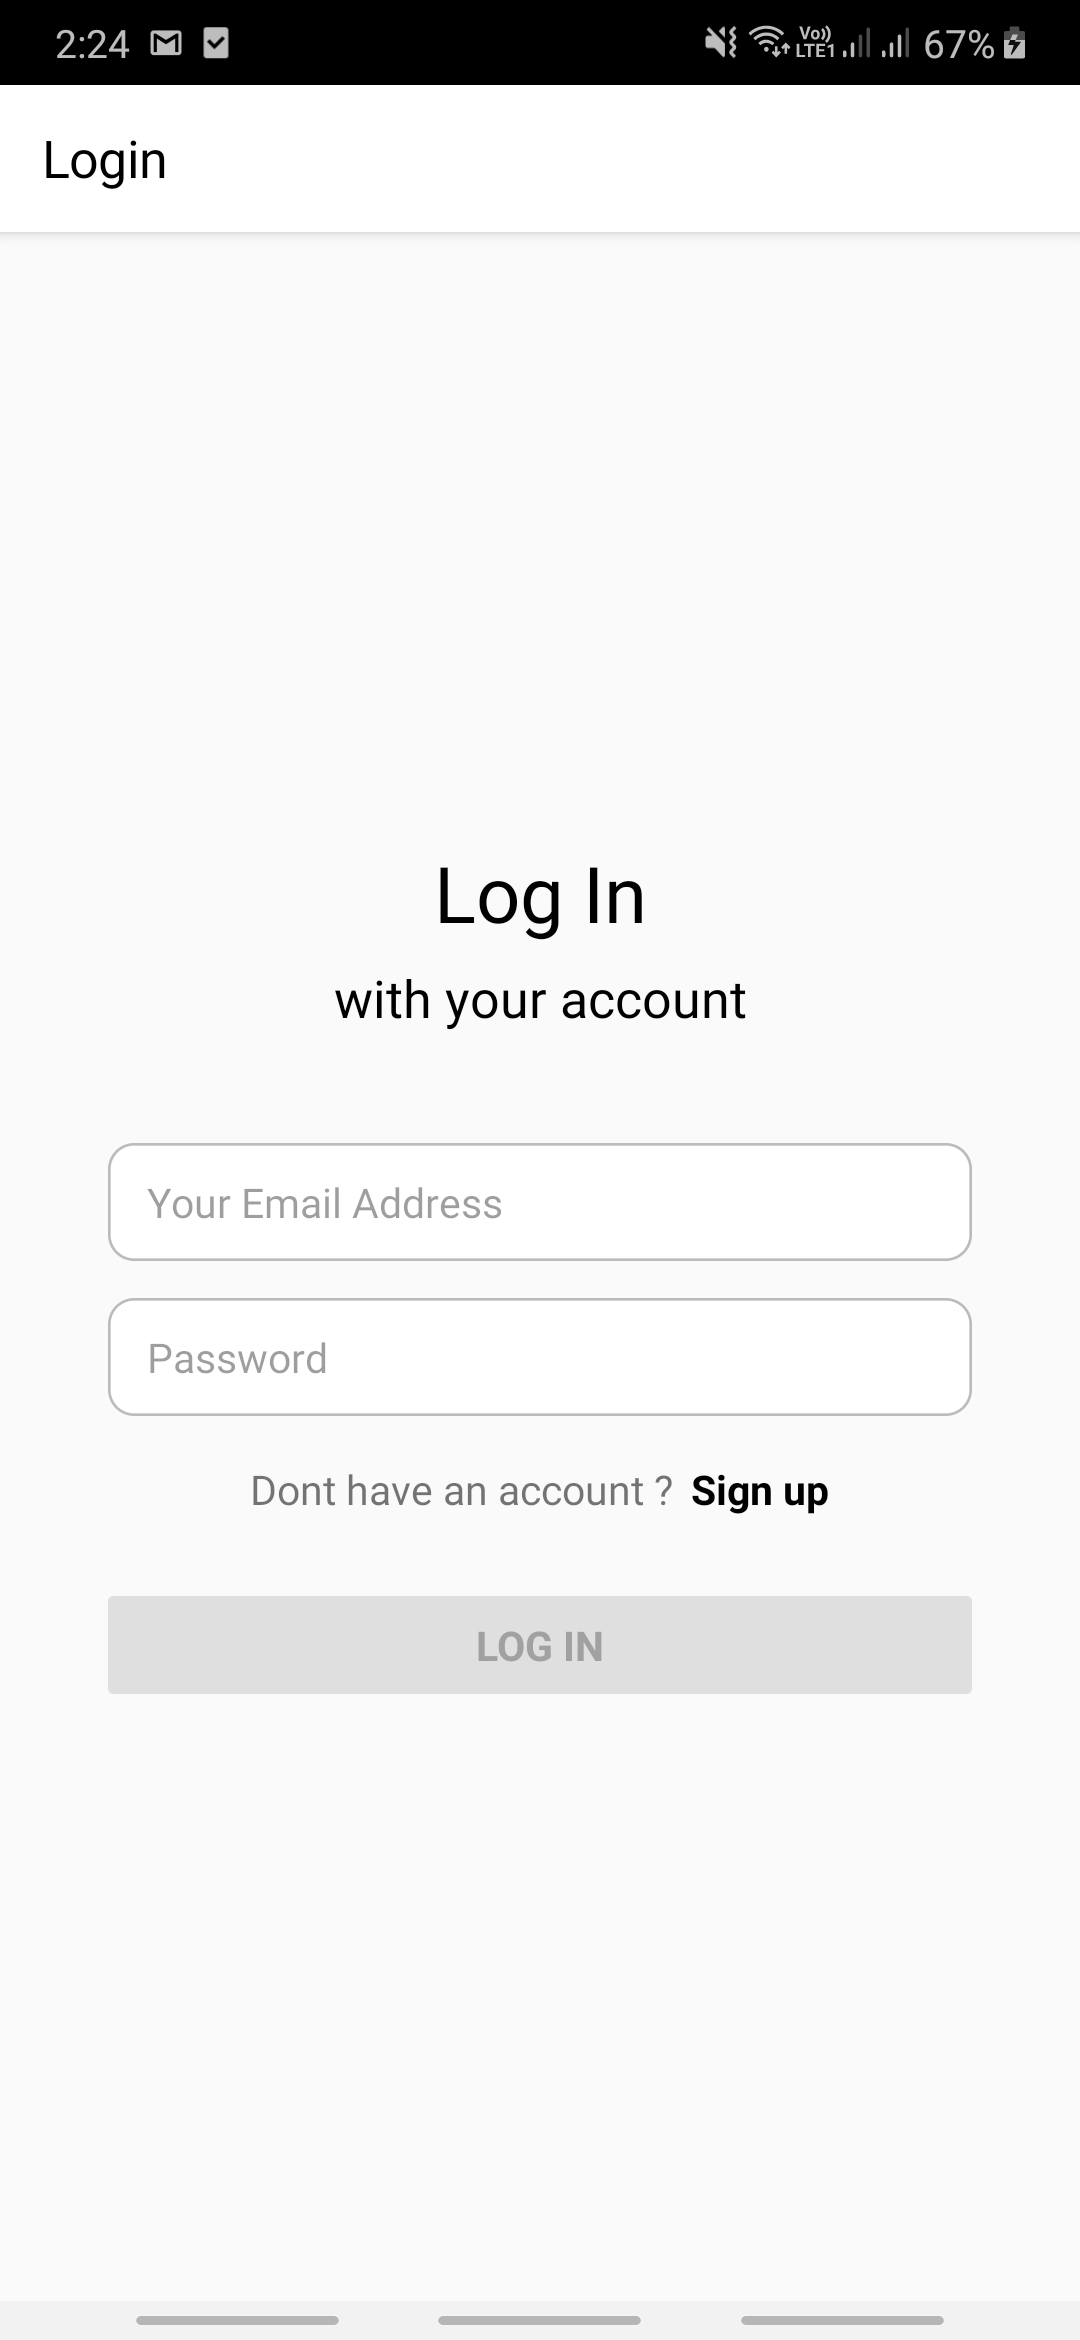 2:24 Vo)) LTE1 67%
Login
Log In
with your account
Your Email Address
Password
Dont have an account ? Sign up
LOG IN